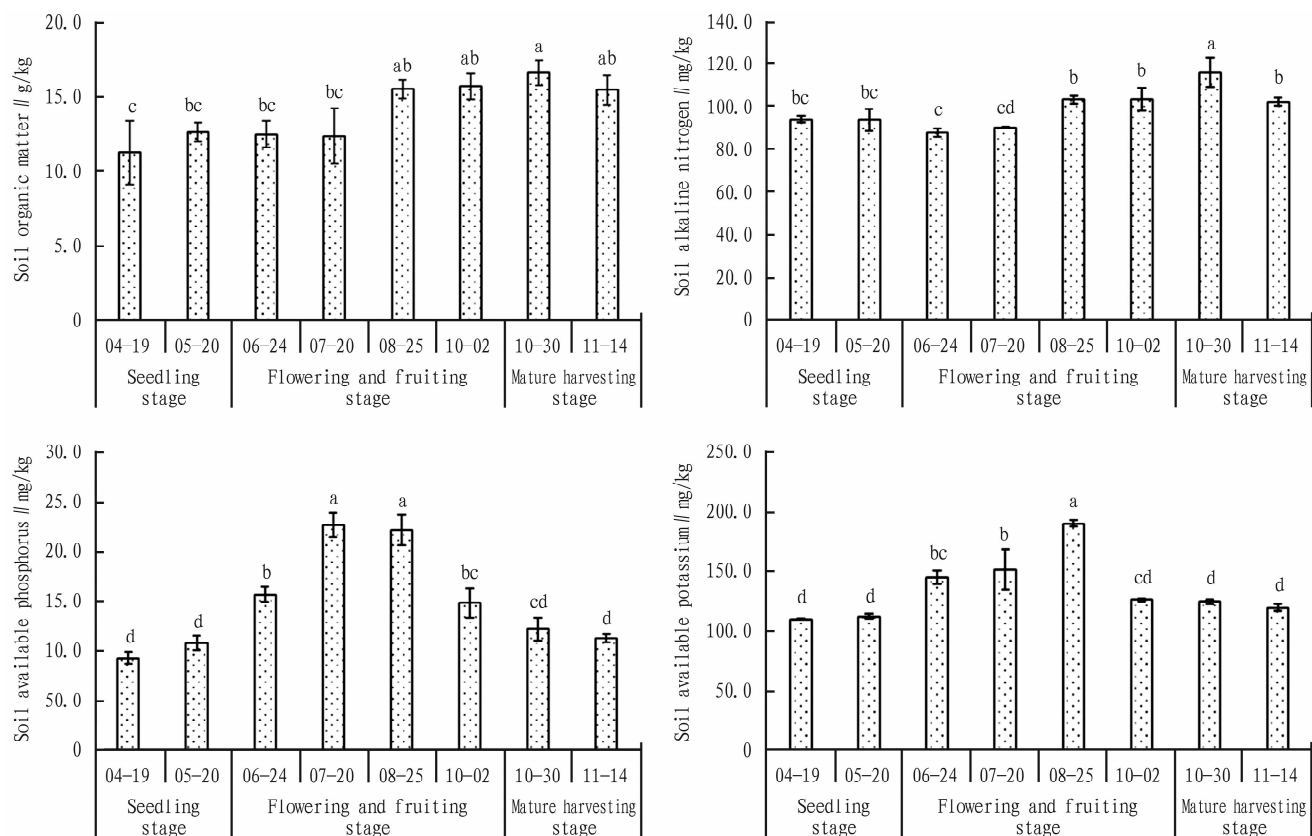 Soil organic matter // g/kg
20.0
15.0
10.0
5.0
0
c
bc
bc
bc
ab
ab
a
ab
04—19
05—20
06—24
07—20
08—25
10—02
10—30
11—14
Seedling
stage
Flowering and fruiting
stage
Mature harvesting
stage
Soil alkaline nitrogen // mg/kg
140.0
120.0
100.0
80.0
60.0
40.0
20.0
0
bc
bc
c
cd
b
b
a
b
04—19
05—20
06—24
07—20
08—25
10—02
10—30
11—14
Seedling
stage
Flowering and fruiting
stage
Mature harvesting
stage
Soil available phosphorus // mg/kg
30.0
25.0
20.0
15.0
10.0
50.0
0
d
d
b
a
a
bc
cd
d
04—19
05—20
06—24
07—20
08—25
10—02
10—30
11—14
Seedling
stage
Flowering and fruiting
stage
Mature harvesting
stage
Soil available potassium // mg/kg
250.0
200.0
150.0
100.0
50.0
0
d
d
bc
b
a
cd
d
d
04—19
05—20
06—24
07—20
08—25
10—02
10—30
11—14
Seedling
stage
Flowering and fruiting
stage
Mature harvesting
stage